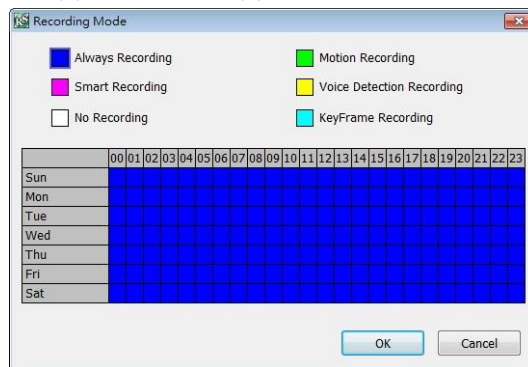 Recording Mode
Always Recording
Motion Recording
Smart Recording
Voice Detection Recording
No Recording
KeyFrame Recording
00 01 02 03 04 05 06 07 08 09 10 11 12 13 14 15 16 17 18 19 20 21 22 23
Sun
Mon
Tue
Wed
Thu
Fri
Sat
OK Cancel